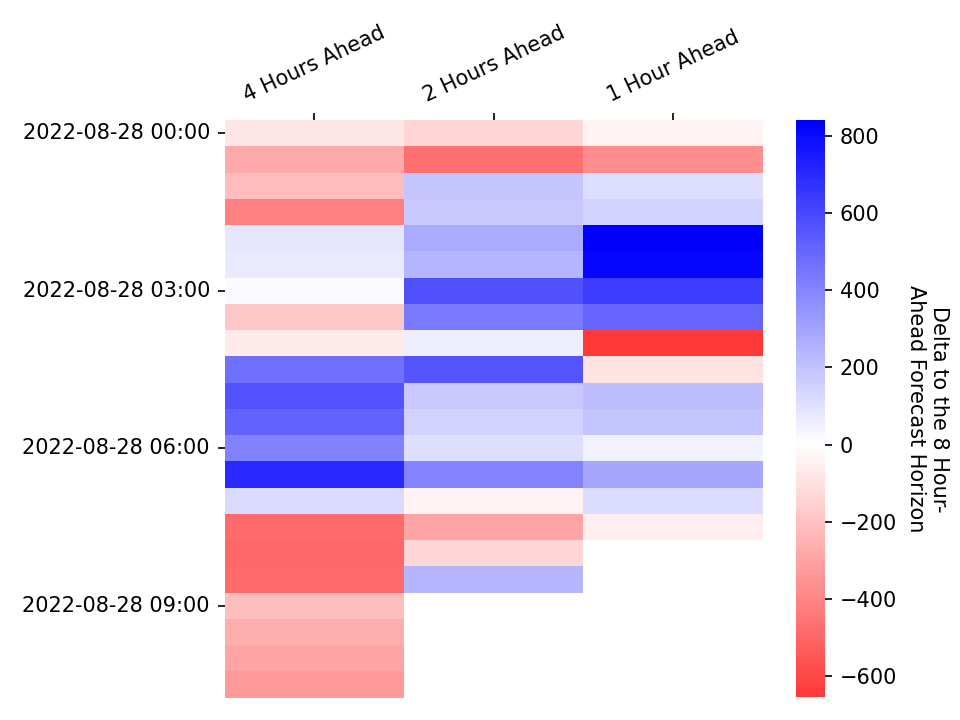 4 Hours Ahead
2 Hours Ahead
1 Hour Ahead
2022-08-28 00:00
2022-08-28 03:00
2022-08-28 06:00
2022-08-28 09:00
800
600
400
200
0
−200
−400
−600
Delta to the 8 Hour-
Ahead Forecast Horizon